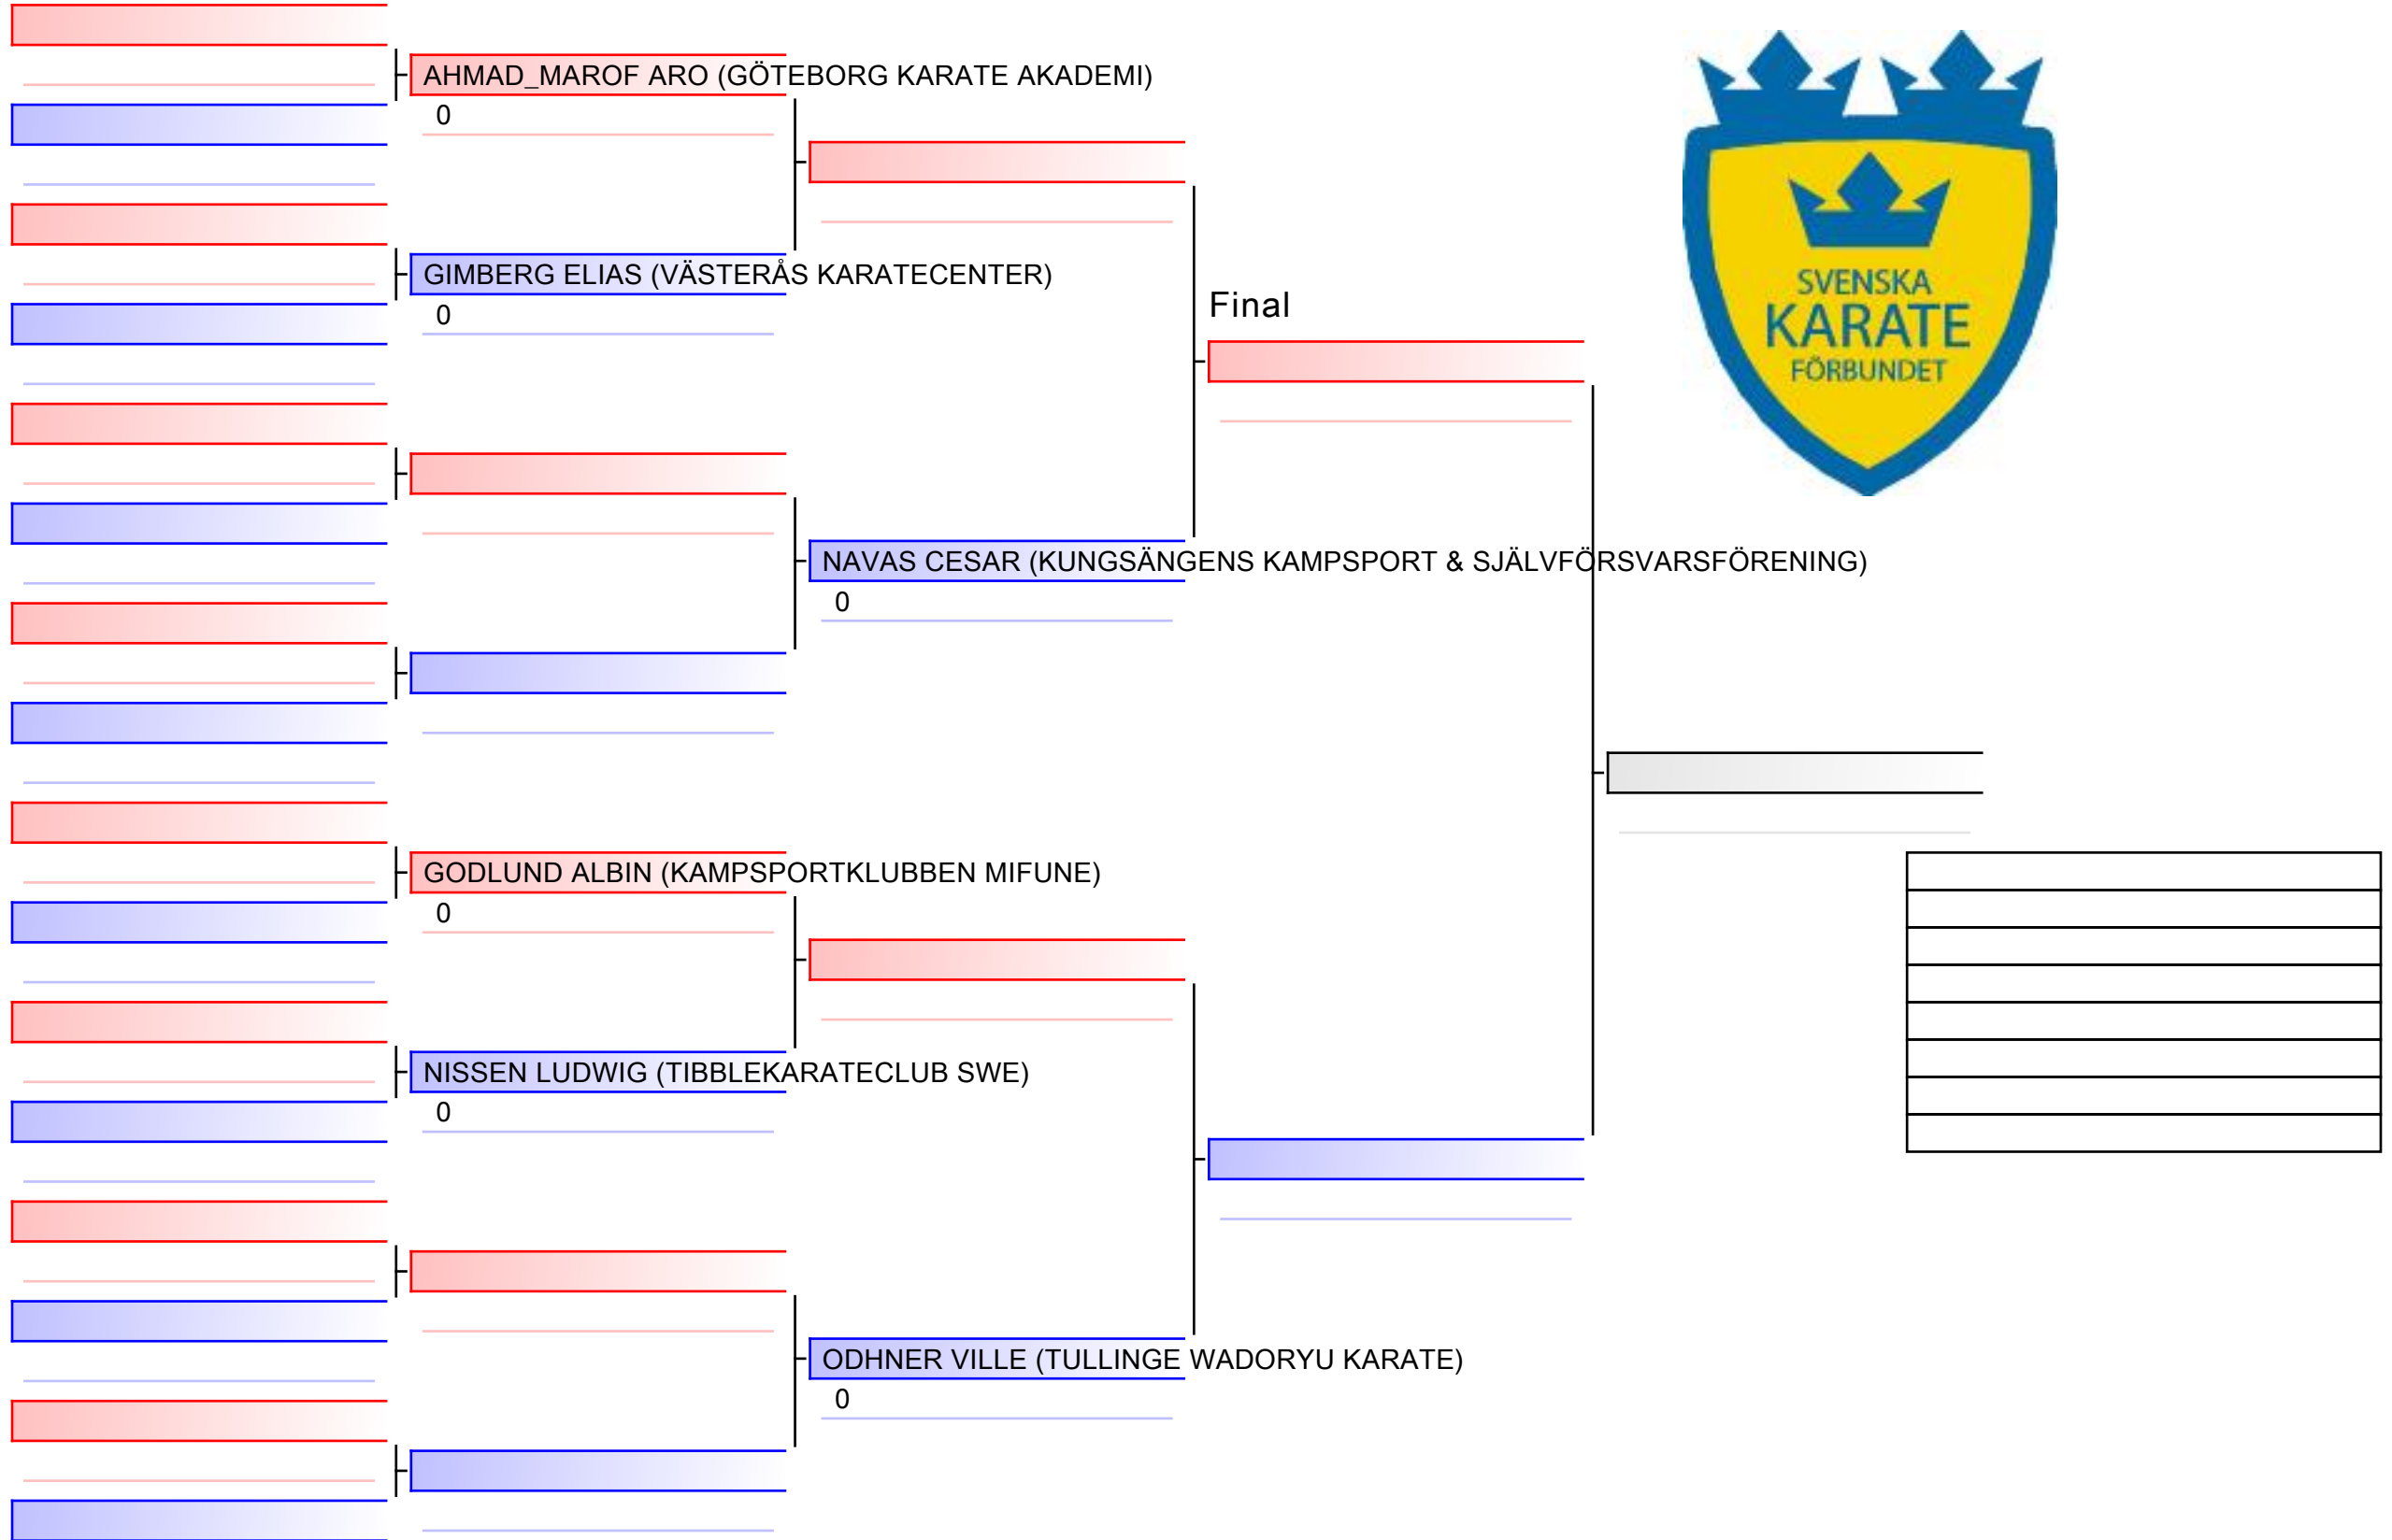 AHMAD_MAROF ARO (GÖTEBORG KARATE AKADEMI)
0
GIMBERG ELIAS (VÄSTERÅS KARATECENTER)
0
Final
SVENSKA
KARATE
FÖRBUNDET
NAVAS CESAR (KUNGSÄNGENS KAMPSPORT & SJÄLVFÖRSVARSFÖRENING)
0
GODLUND ALBIN (KAMPSPORTKLUBBEN MIFUNE)
0
NISSEN LUDWIG (TIBBLEKARATECLUB SWE)
0
ODHNER VILLE (TULLINGE WADORYU KARATE)
0